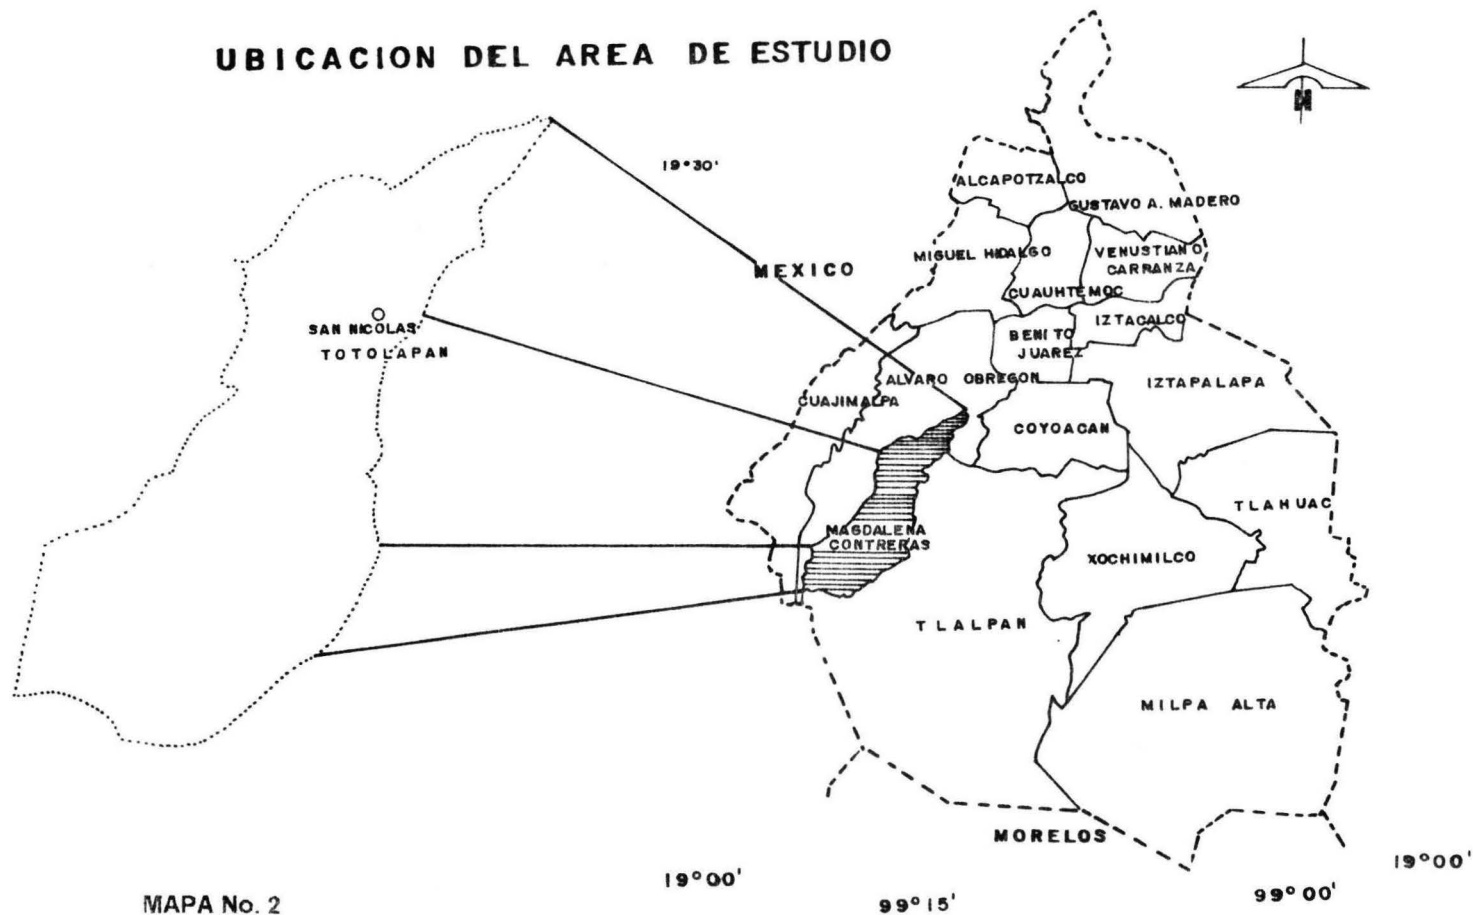 UBICACION DEL AREA DE ESTUDIO
N
19°30'
ALCAPOTZALCO
GUSTAVO A. MADERO
MIGUEL HIDALGO
VENUSTIANO
CARRANZA
MEXICO
CUAUHTEMOC
IZTACALCO
SAN NICOLAS
TOTOLAPAN
BENITO
JUAREZ
ALVARO OBREGON
IZTAPALAPA
CUAJIMALPA
COYOACAN
TLAHUAC
MAGDALENA
CONTRERAS
XOCHIMILCO
TLALPAN
MILPA ALTA
MORELOS
19°00'
19°00'
99°00'
99°15'
MAPA No. 2